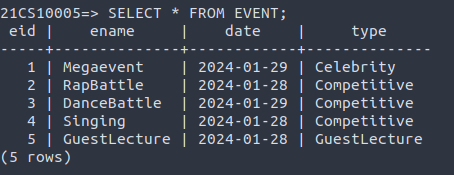 21CS10005=> SELECT * FROM EVENT;
 eid |    ename     |    date    |     type
-----+--------------+------------+--------------
   1 | Megaevent    | 2024-01-29 | Celebrity
   2 | RapBattle    | 2024-01-28 | Competitive
   3 | DanceBattle  | 2024-01-29 | Competitive
   4 | Singing      | 2024-01-28 | Competitive
   5 | GuestLecture | 2024-01-28 | GuestLecture
(5 rows)